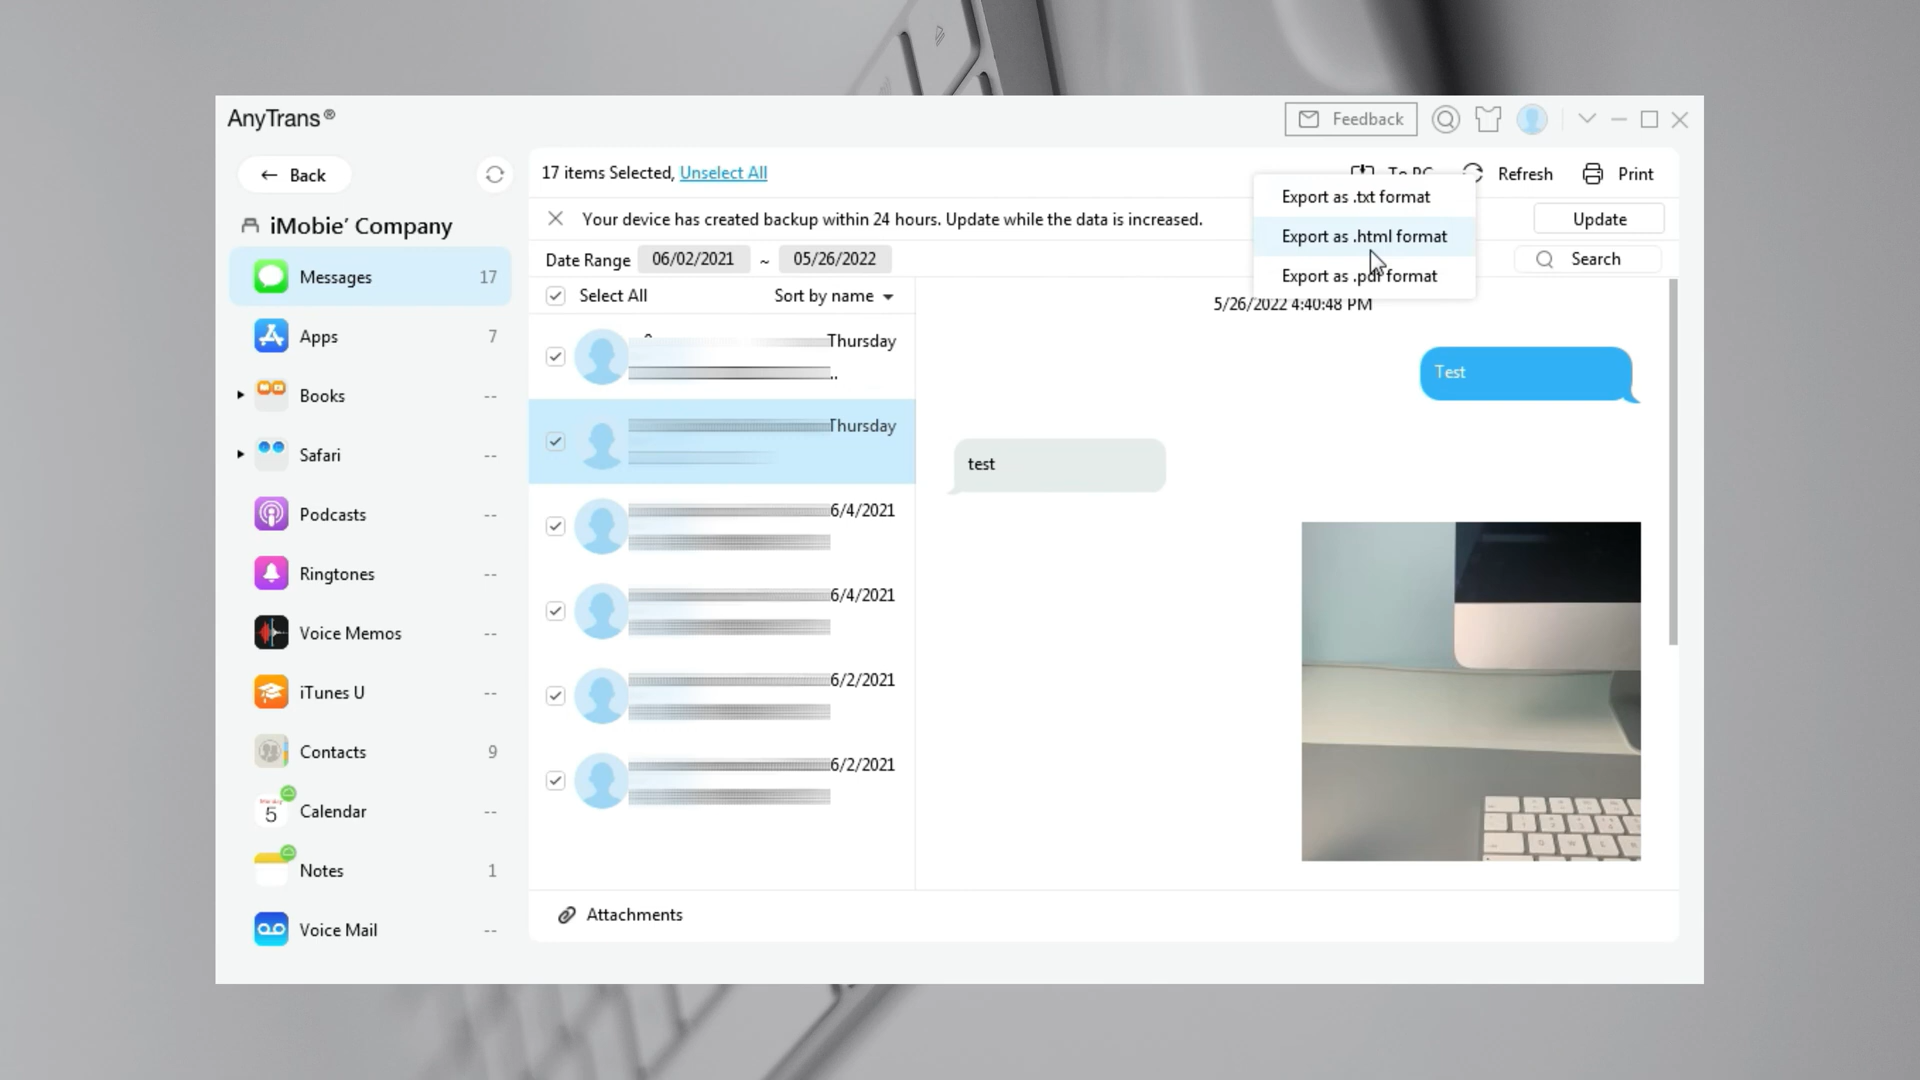 AnyTrans®
Feedback
Back
17 items Selected, Unselect All
Refresh
Print
Export as .txt format
Export as .html format
Export as .pdf format
Your device has created backup within 24 hours. Update while the data is increased.
Update
iMobie’ Company
Date Range 06/02/2021 ~ 05/26/2022
Search
Messages 17
Apps 7
Books --
Safari --
Podcasts --
Ringtones --
Voice Memos --
iTunes U --
Contacts 9
Calendar --
5
Notes 1
Voice Mail --
Select All Sort by name
Thursday
Thursday
6/4/2021
6/4/2021
6/2/2021
6/2/2021
5/26/2022 4:40:48 PM
Test
test
Attachments